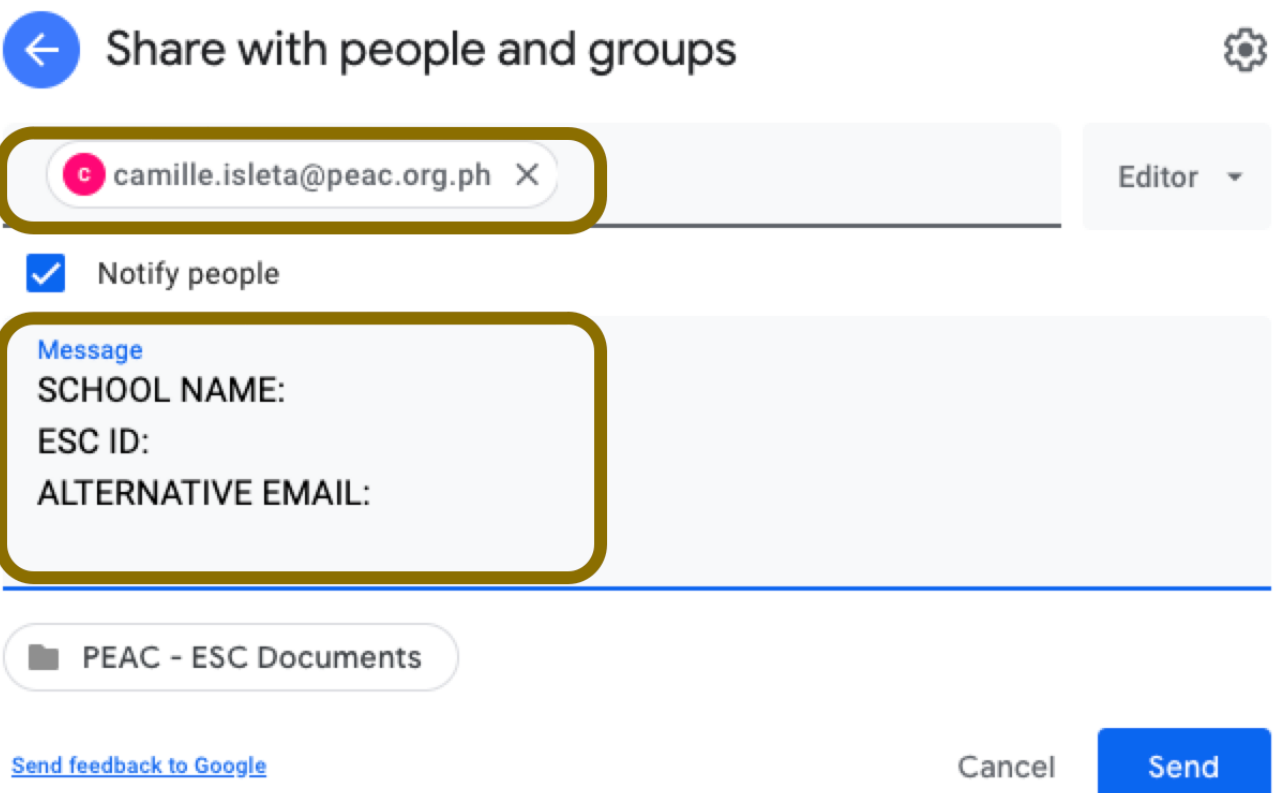 Share with people and groups
C camille.isleta@peac.org.ph
Editor
Notify people
Message
SCHOOL NAME:
ESC ID:
ALTERNATIVE EMAIL:
PEAC - ESC Documents
Send feedback to Google
Cancel
Send